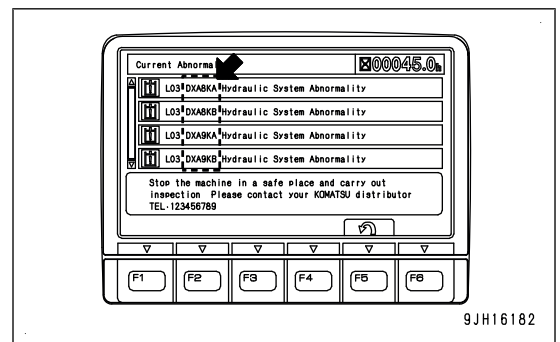 Current Abnorma
00045.0h
L03 DXA8KA Hydraulic System Abnormality
L03 DXA8KB Hydraulic System Abnormality
L03 DXA9KA Hydraulic System Abnormality
L03 DXA9KB Hydraulic System Abnormality
Stop the machine in a safe place and carry out
inspection Please contact your KOMATSU distributor
TEL·123456789
F1 F2 F3 F4 F5 F6
9JH16182